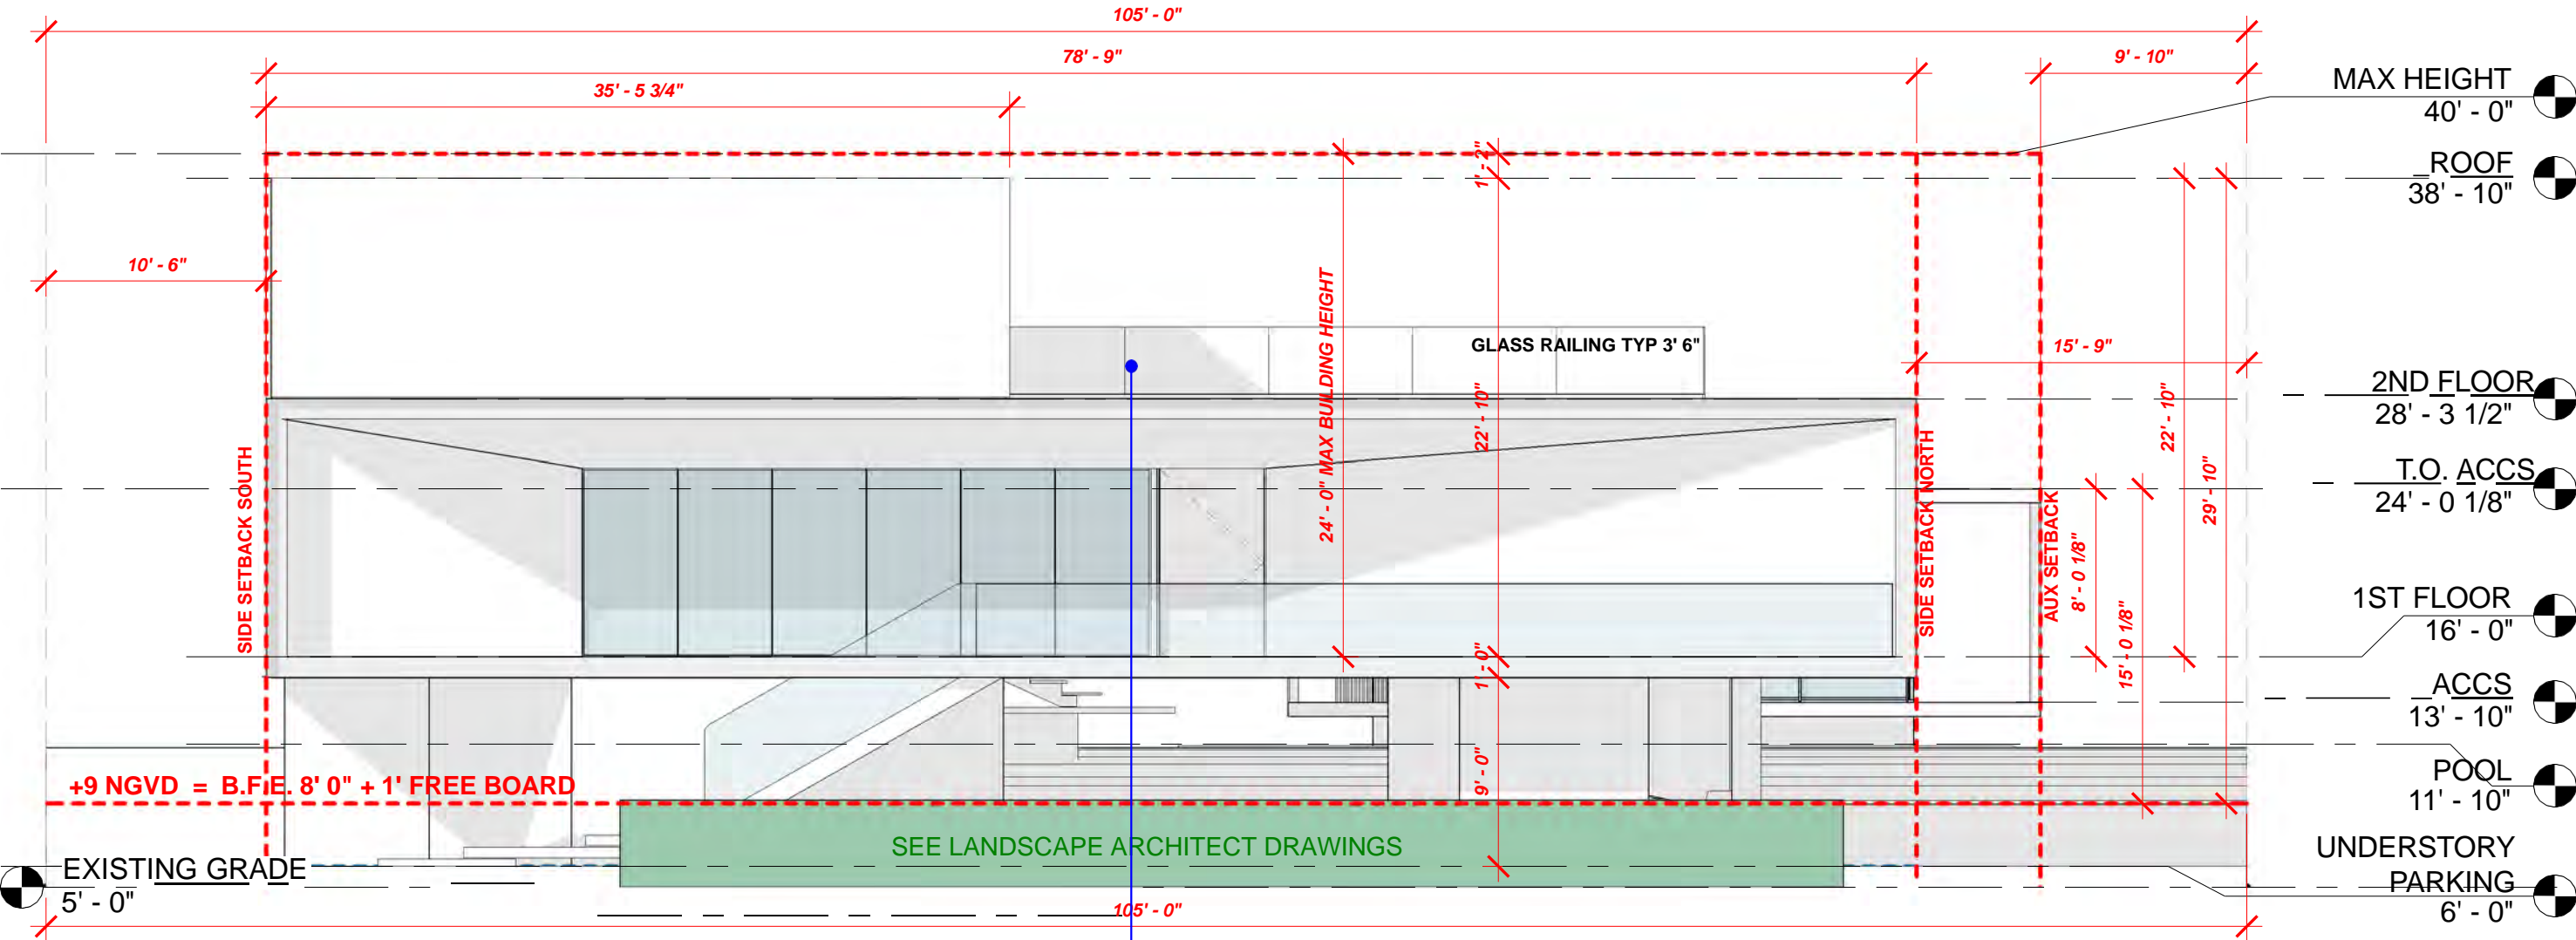 105' - 0"
78' - 9"
9' - 10"
35' - 5 3/4"
MAX HEIGHT
40' - 0"
1' - 2"
ROOF
38' - 10"
10' - 6"
24' - 0" MAX BUILDING HEIGHT
GLASS RAILING TYP 3' 6"
15' - 9"
2ND FLOOR
28' - 3 1/2"
22' - 10"
22' - 10"
29' - 10"
SIDE SETBACK SOUTH
SIDE SETBACK NORTH
AUX SETBACK
T.O. ACCS
24' - 0 1/8"
8' - 0 1/8"
15' - 0 1/8"
1ST FLOOR
16' - 0"
1' - 0"
ACCS
13' - 10"
+9 NGVD = B.F.E. 8' 0" + 1' FREE BOARD
9' - 0"
POOL
11' - 10"
SEE LANDSCAPE ARCHITECT DRAWINGS
EXISTING GRADE
5' - 0"
UNDERSTORY
PARKING
6' - 0"
105' - 0"